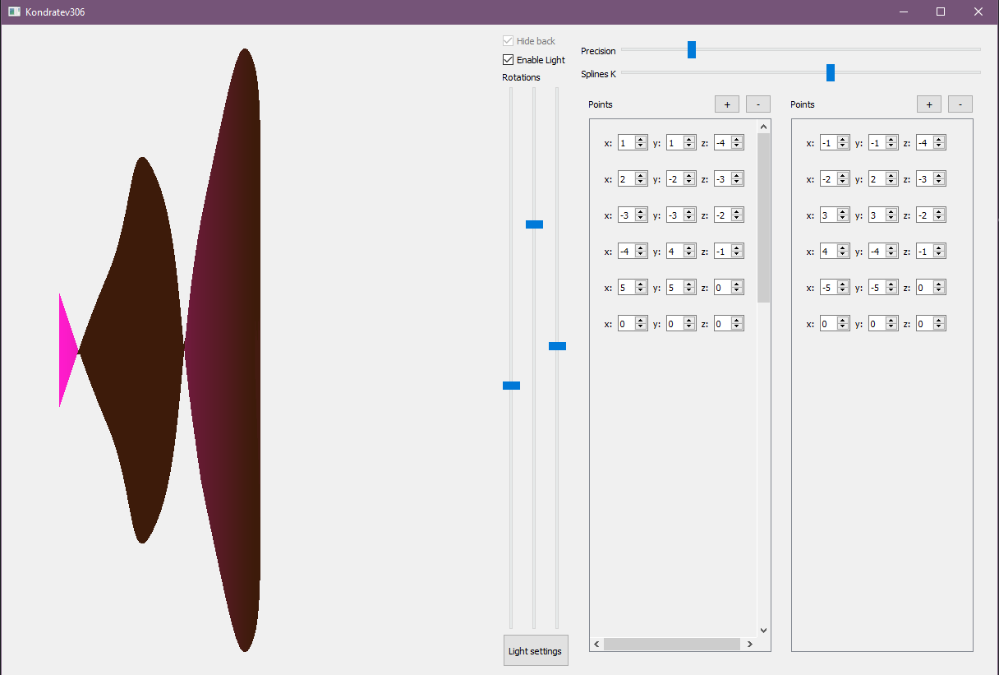 Kondratev306
Hide back
Enable Light
Rotations
Precision
Splines K
Points + -
x: 1 y: 1 z: -4
x: 2 y: -2 z: -3
x: -3 y: -3 z: -2
x: -4 y: 4 z: -1
x: 5 y: 5 z: 0
x: 0 y: 0 z: 0
Points + -
x: -1 y: -1 z: -4
x: -2 y: 2 z: -3
x: 3 y: 3 z: -2
x: 4 y: -4 z: -1
x: -5 y: -5 z: 0
x: 0 y: 0 z: 0
Light settings